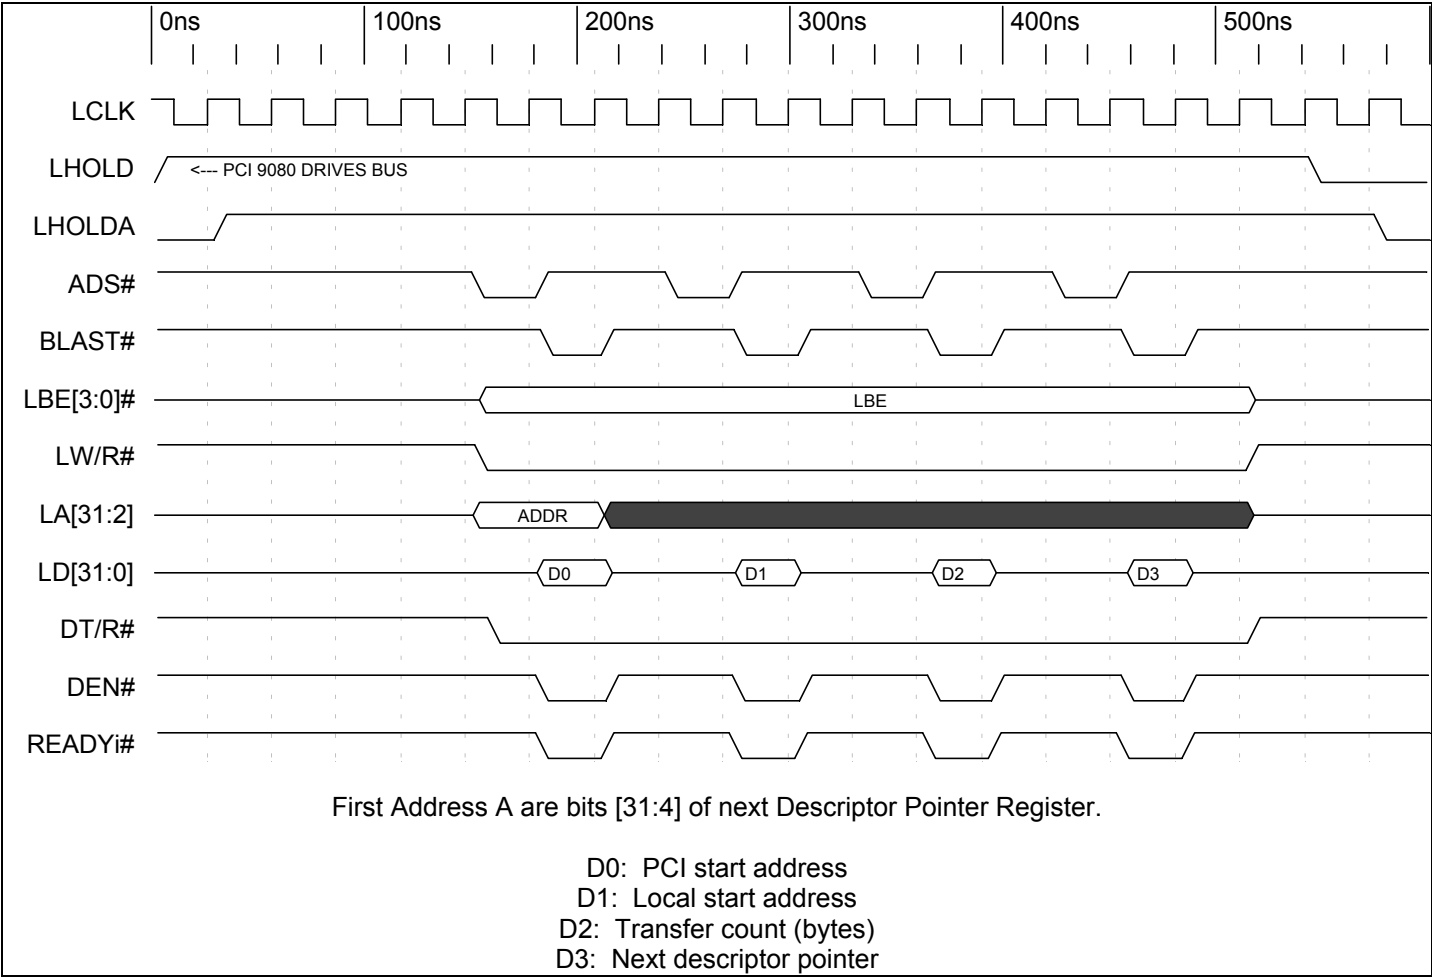 0ns 100ns 200ns 300ns 400ns 500ns
LCLK
LHOLD <--- PCI 9080 DRIVES BUS
LHOLDA
ADS#
BLAST#
LBE[3:0]# LBE
LW/R#
LA[31:2] ADDR
LD[31:0] D0 D1 D2 D3
DT/R#
DEN#
READYi#
First Address A are bits [31:4] of next Descriptor Pointer Register.
D0: PCI start address
D1: Local start address
D2: Transfer count (bytes)
D3: Next descriptor pointer